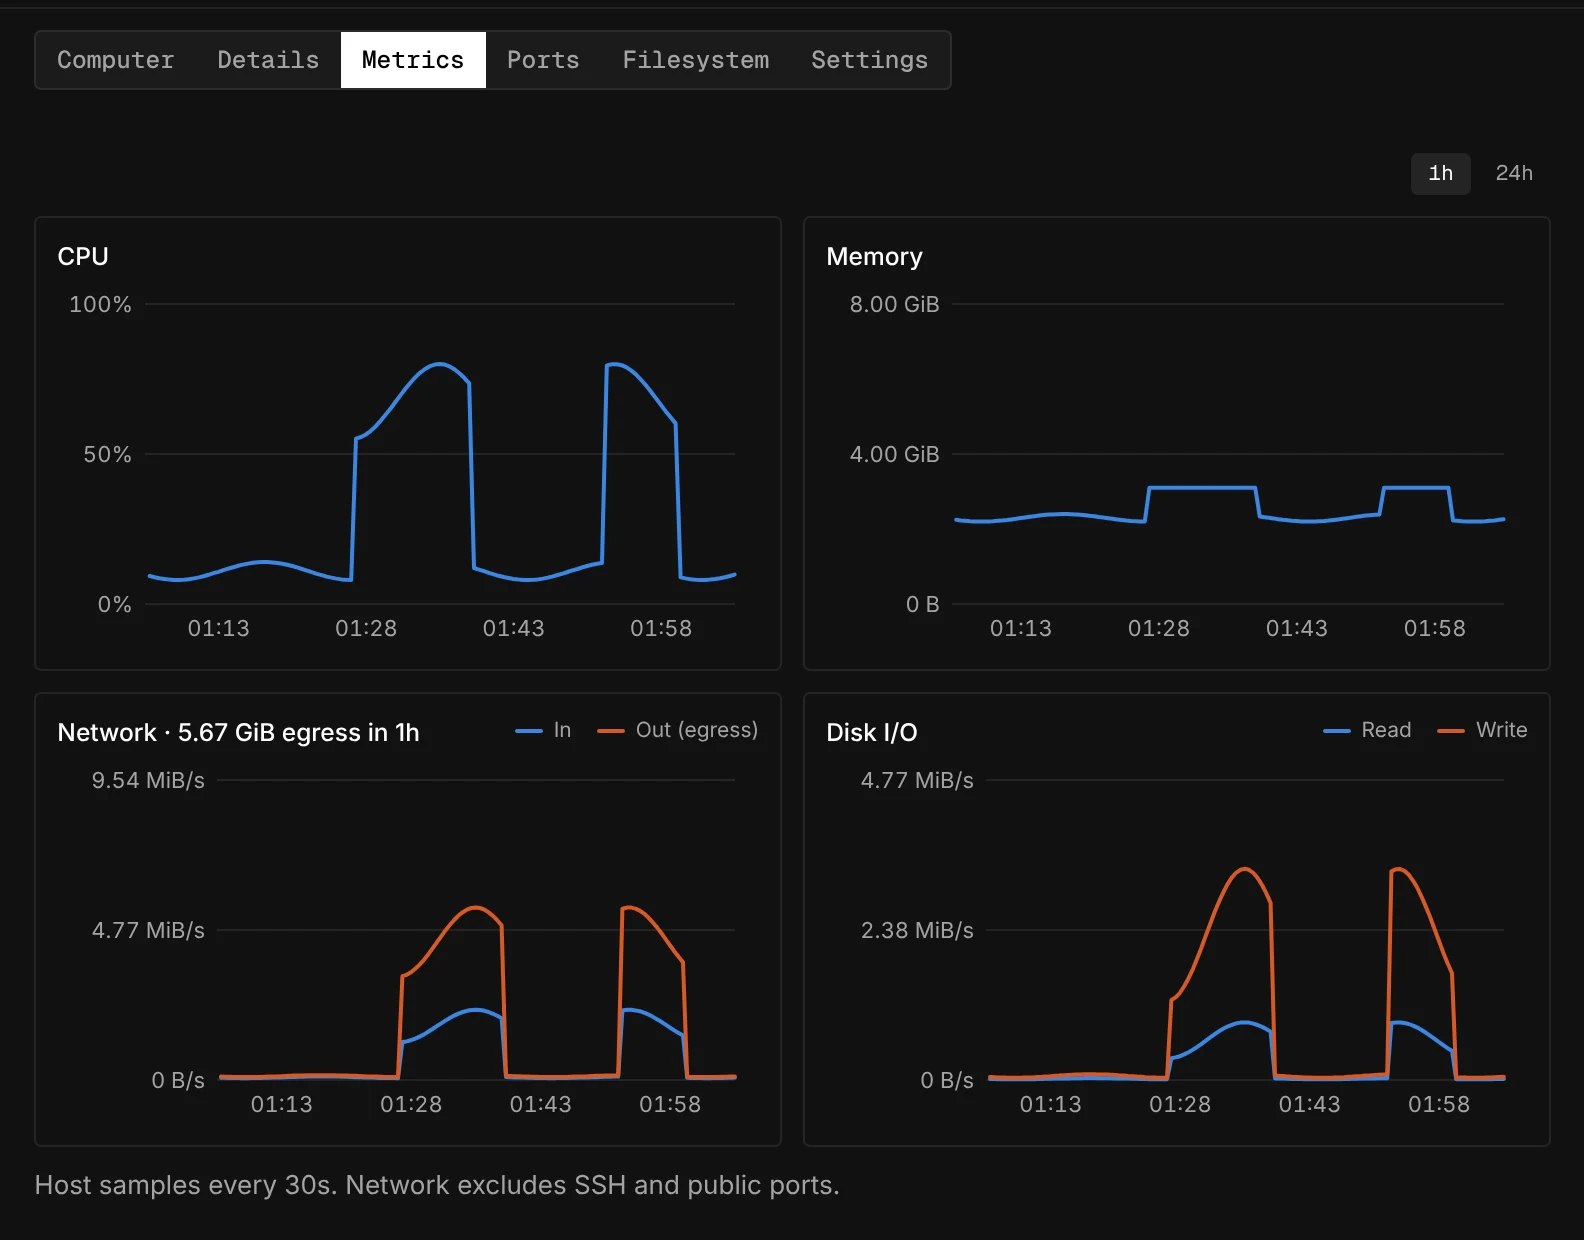 Computer Details Metrics Ports Filesystem Settings
1h 24h
CPU
100%
50%
0%
01:13 01:28 01:43 01:58
Memory
8.00 GiB
4.00 GiB
0 B
01:13 01:28 01:43 01:58
Network · 5.67 GiB egress in 1h In Out (egress)
9.54 MiB/s
4.77 MiB/s
0 B/s
01:13 01:28 01:43 01:58
Disk I/O Read Write
4.77 MiB/s
2.38 MiB/s
0 B/s
01:13 01:28 01:43 01:58
Host samples every 30s. Network excludes SSH and public ports.